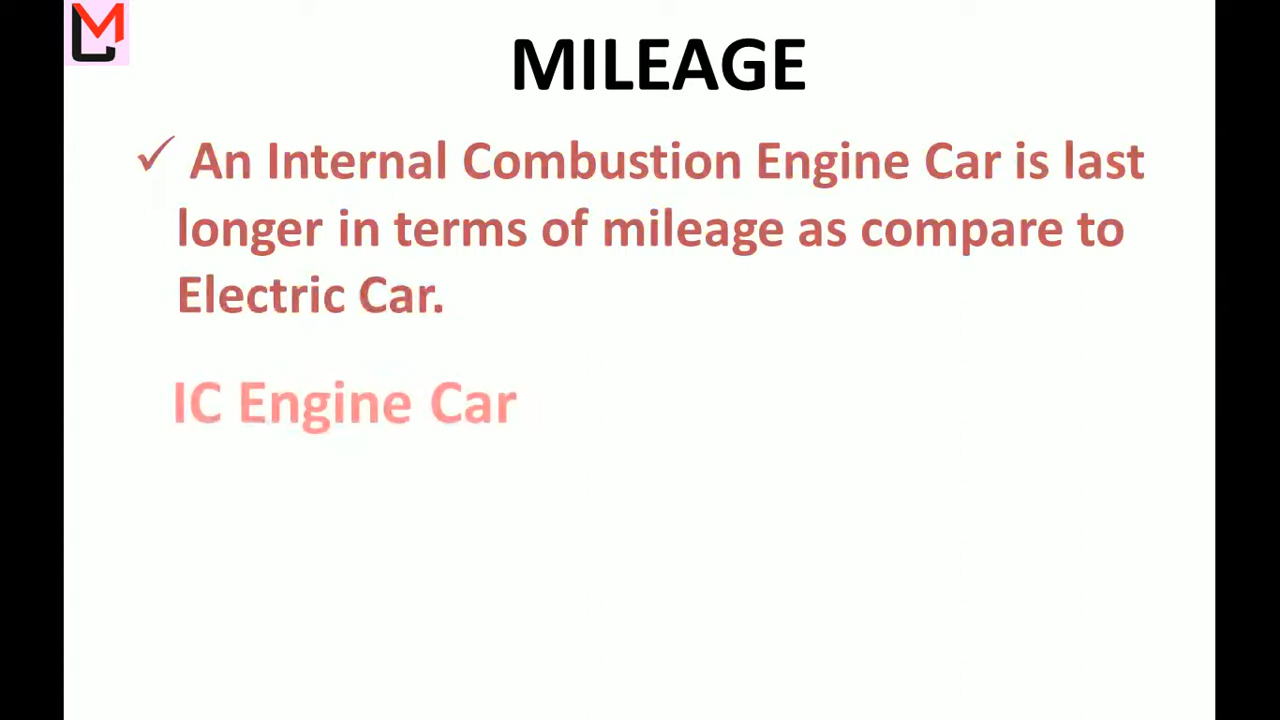 MILEAGE
✓ An Internal Combustion Engine Car is last
longer in terms of mileage as compare to
Electric Car.
IC Engine Car